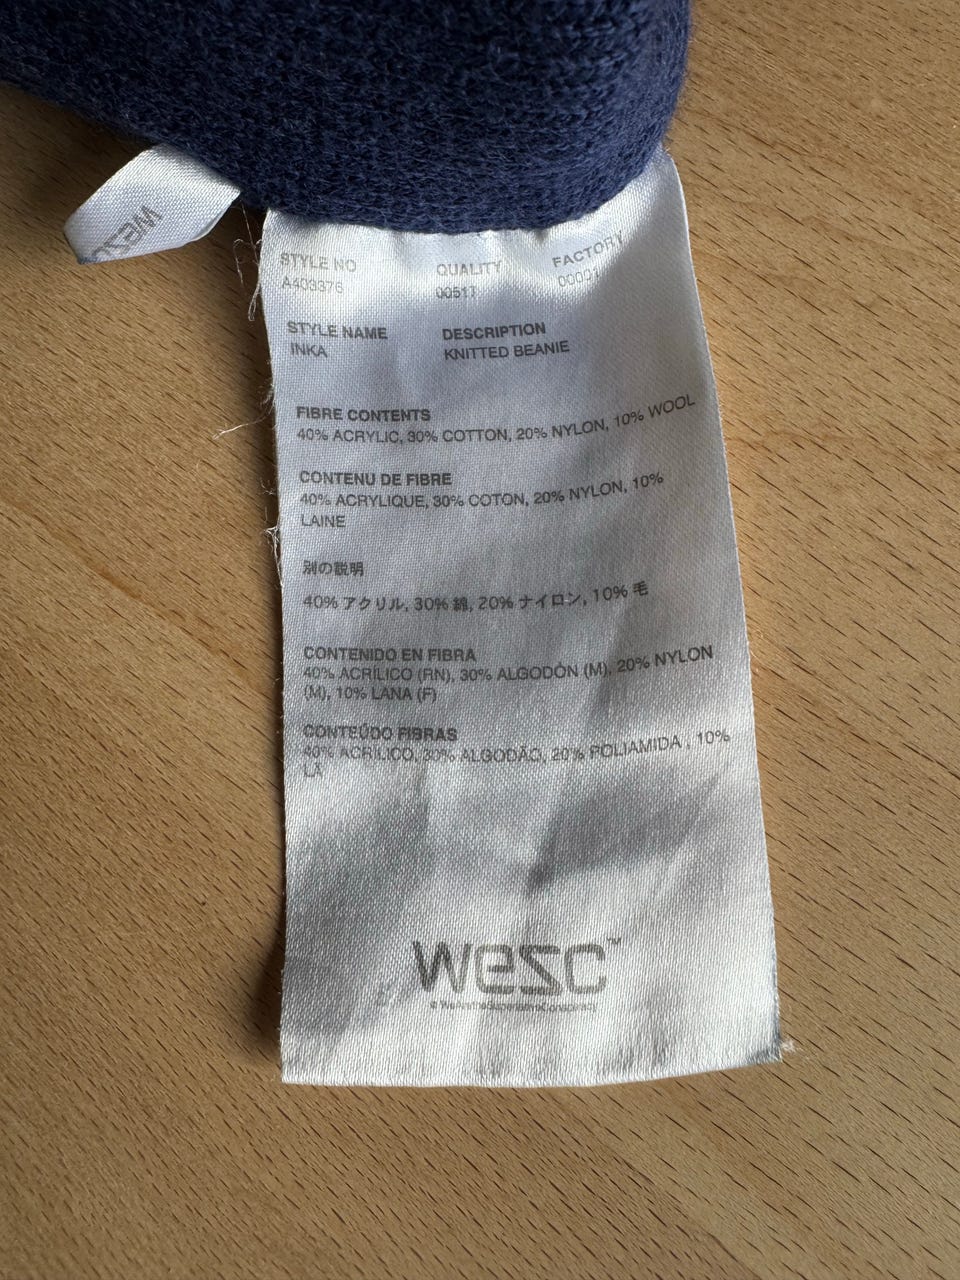 wesc
STYLE NO QUALITY FACTORY
A403376 00517 00001
STYLE NAME DESCRIPTION
INKA KNITTED BEANIE
FIBRE CONTENTS
40% ACRYLIC, 30% COTTON, 20% NYLON, 10% WOOL
CONTENU DE FIBRE
40% ACRYLIQUE, 30% COTON, 20% NYLON, 10%
LAINE
別の説明
40% アクリル, 30% 綿, 20% ナイロン, 10% 毛
CONTENIDO EN FIBRA
40% ACRÍLICO (RN), 30% ALGODÓN (M), 20% NYLON
(M), 10% LANA (F)
CONTEÚDO FIBRAS
40% ACRÍLICO, 30% ALGODÃO, 20% POLIAMIDA , 10%
LÃ
wesc™